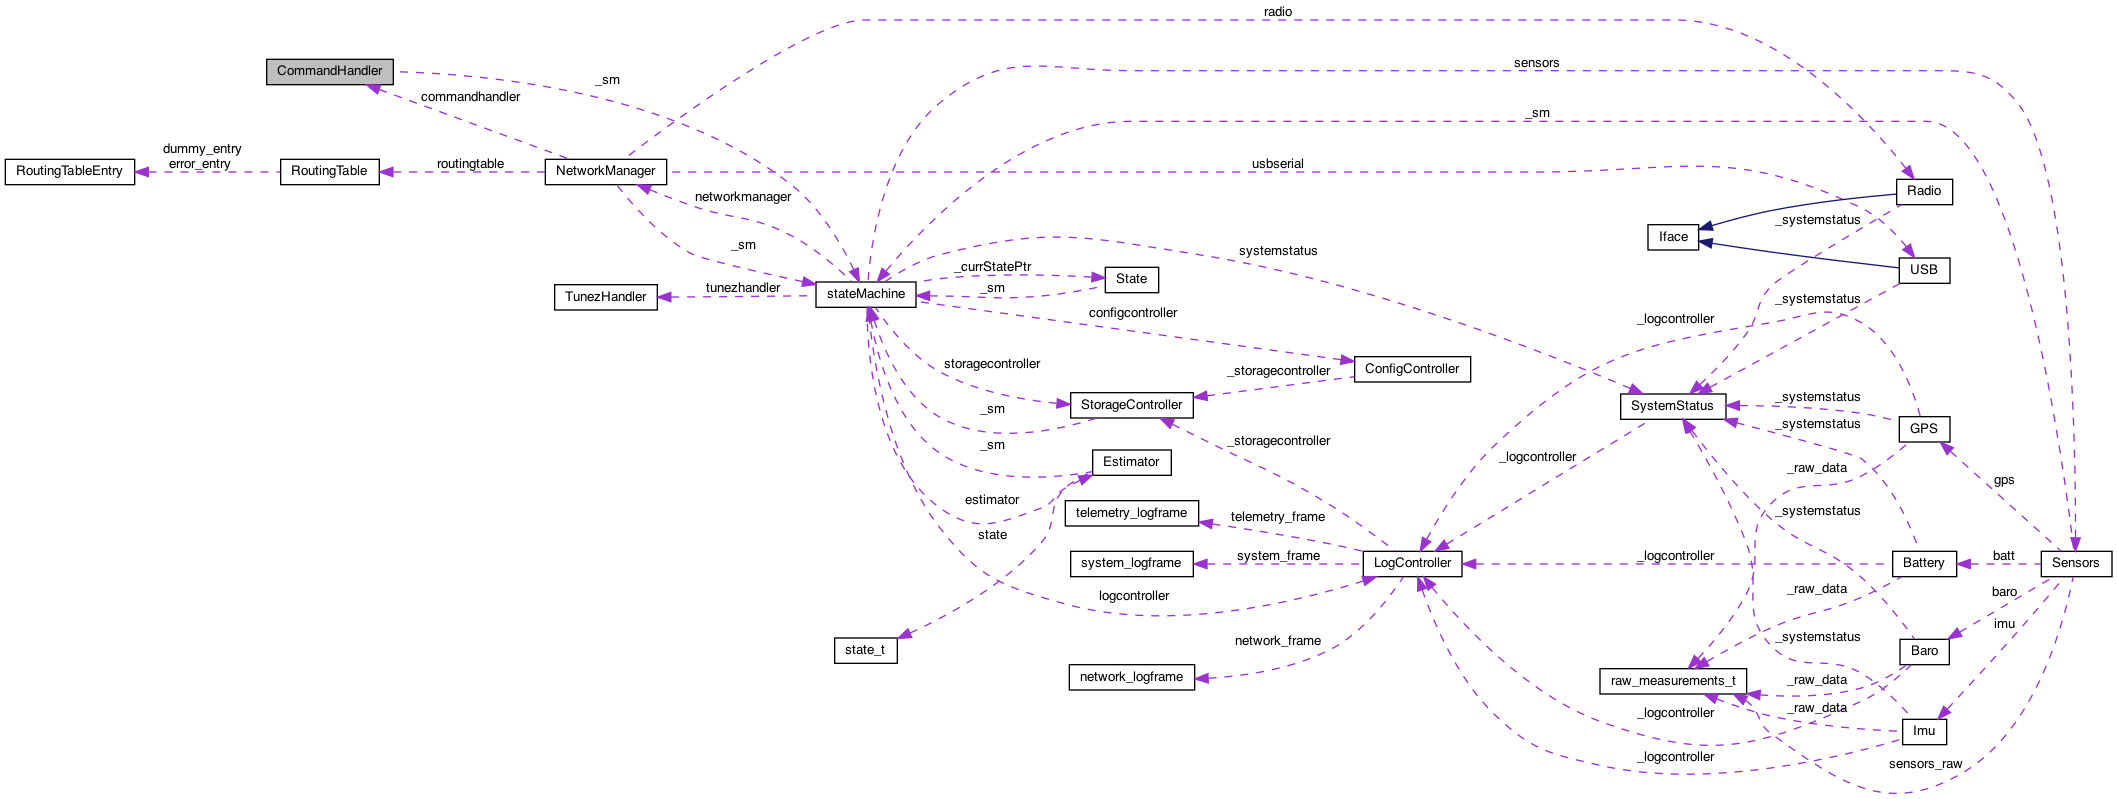 radio
sensors
CommandHandler
_sm
commandhandler
_sm
dummy_entry
error_entry
RoutingTableEntry
RoutingTable
routingtable
NetworkManager
usbserial
networkmanager
Radio
_systemstatus
Iface
_sm
systemstatus
USB
_currStatePtr
State
_sm
tunezhandler
TunezHandler
stateMachine
_systemstatus
configcontroller
_logcontroller
storagecontroller
_storagecontroller
ConfigController
StorageController
_sm
SystemStatus
_systemstatus
_systemstatus
GPS
_sm
_storagecontroller
Estimator
_logcontroller
_raw_data
gps
estimator
telemetry_logframe
telemetry_frame
_systemstatus
state
system_logframe
system_frame
LogController
_logcontroller
Battery
batt
Sensors
logcontroller
_raw_data
baro
imu
network_frame
_systemstatus
state_t
Baro
network_logframe
raw_measurements_t
_raw_data
_raw_data
_logcontroller
Imu
_logcontroller
sensors_raw